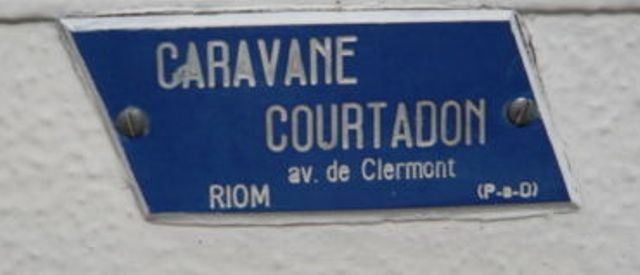 CARAVANE
COURTADON
av. de Clermont
RIOM (P-a-D)